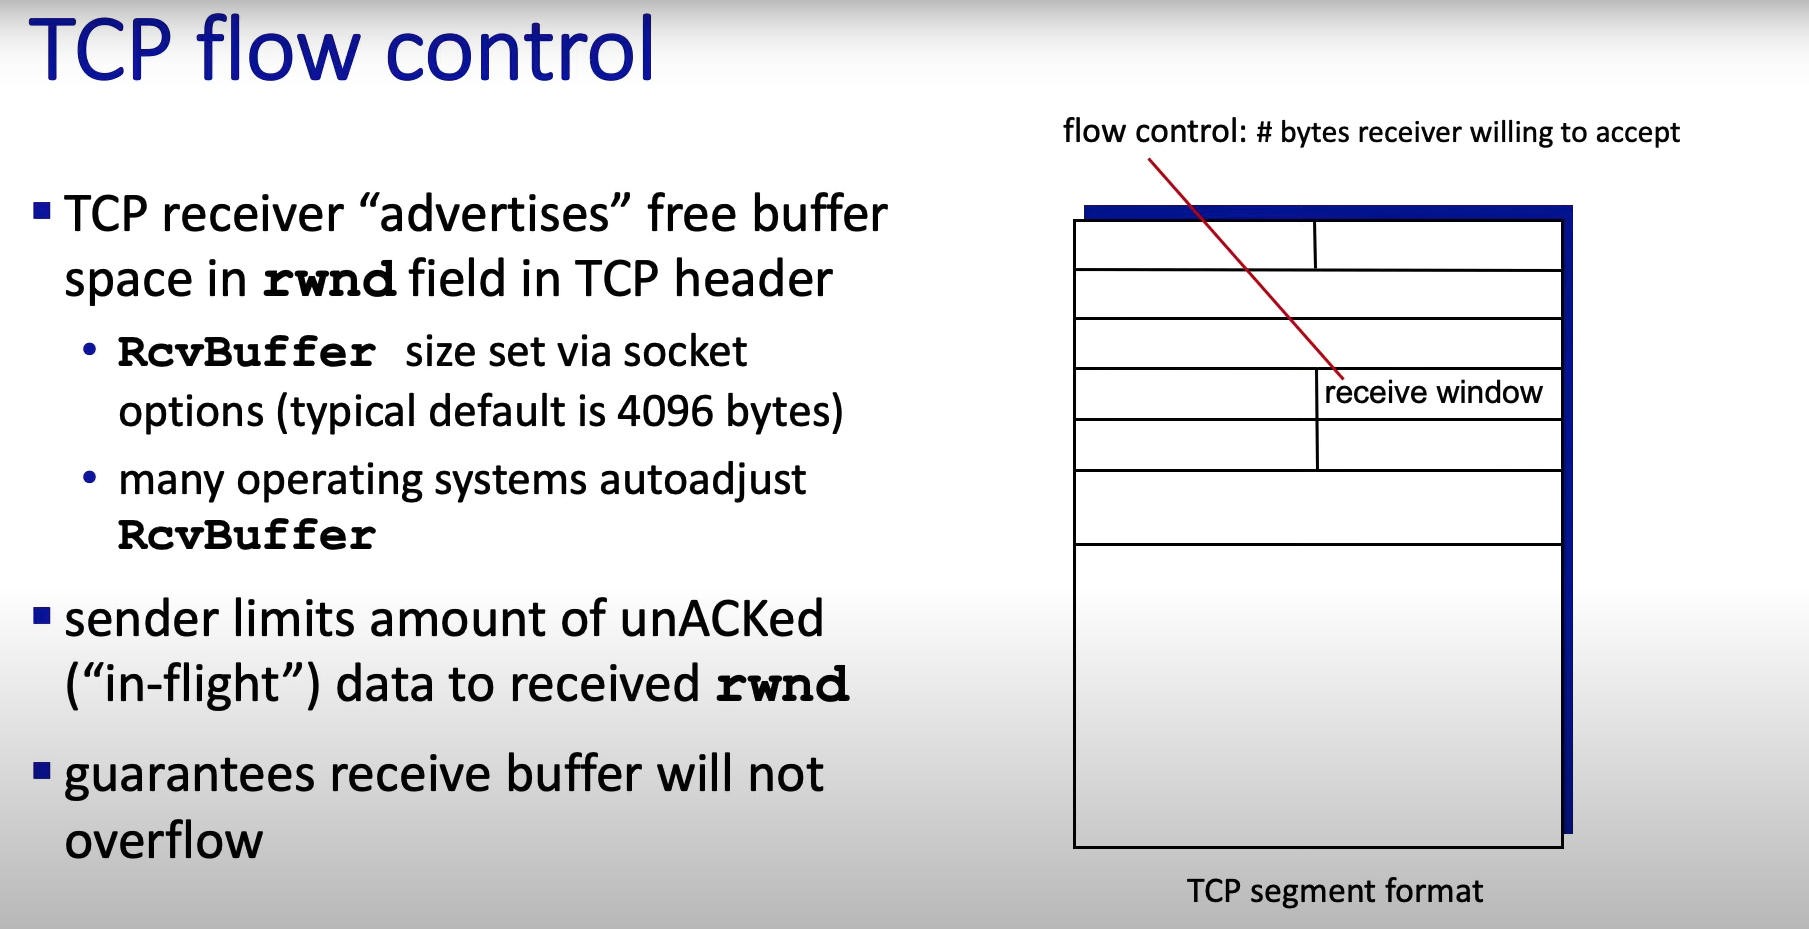 TCP flow control
flow control: # bytes receiver willing to accept
TCP receiver “advertises” free buffer
space in rwnd field in TCP header
RcvBuffer size set via socket
options (typical default is 4096 bytes)
many operating systems autoadjust
RcvBuffer
sender limits amount of unACKed
(“in-flight”) data to received rwnd
guarantees receive buffer will not
overflow
receive window
TCP segment format